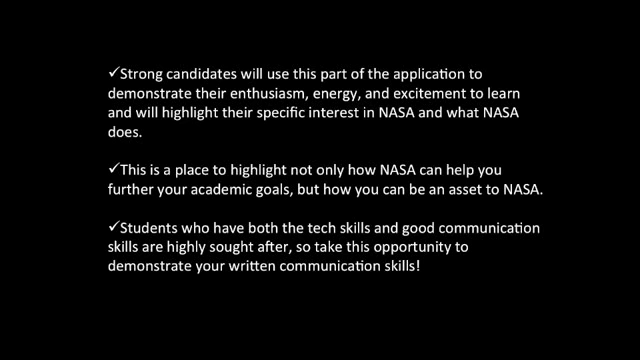 ✓Strong candidates will use this part of the application to
demonstrate their enthusiasm, energy, and excitement to learn
and will highlight their specific interest in NASA and what NASA
does.
✓This is a place to highlight not only how NASA can help you
further your academic goals, but how you can be an asset to NASA.
✓Students who have both the tech skills and good communication
skills are highly sought after, so take this opportunity to
demonstrate your written communication skills!